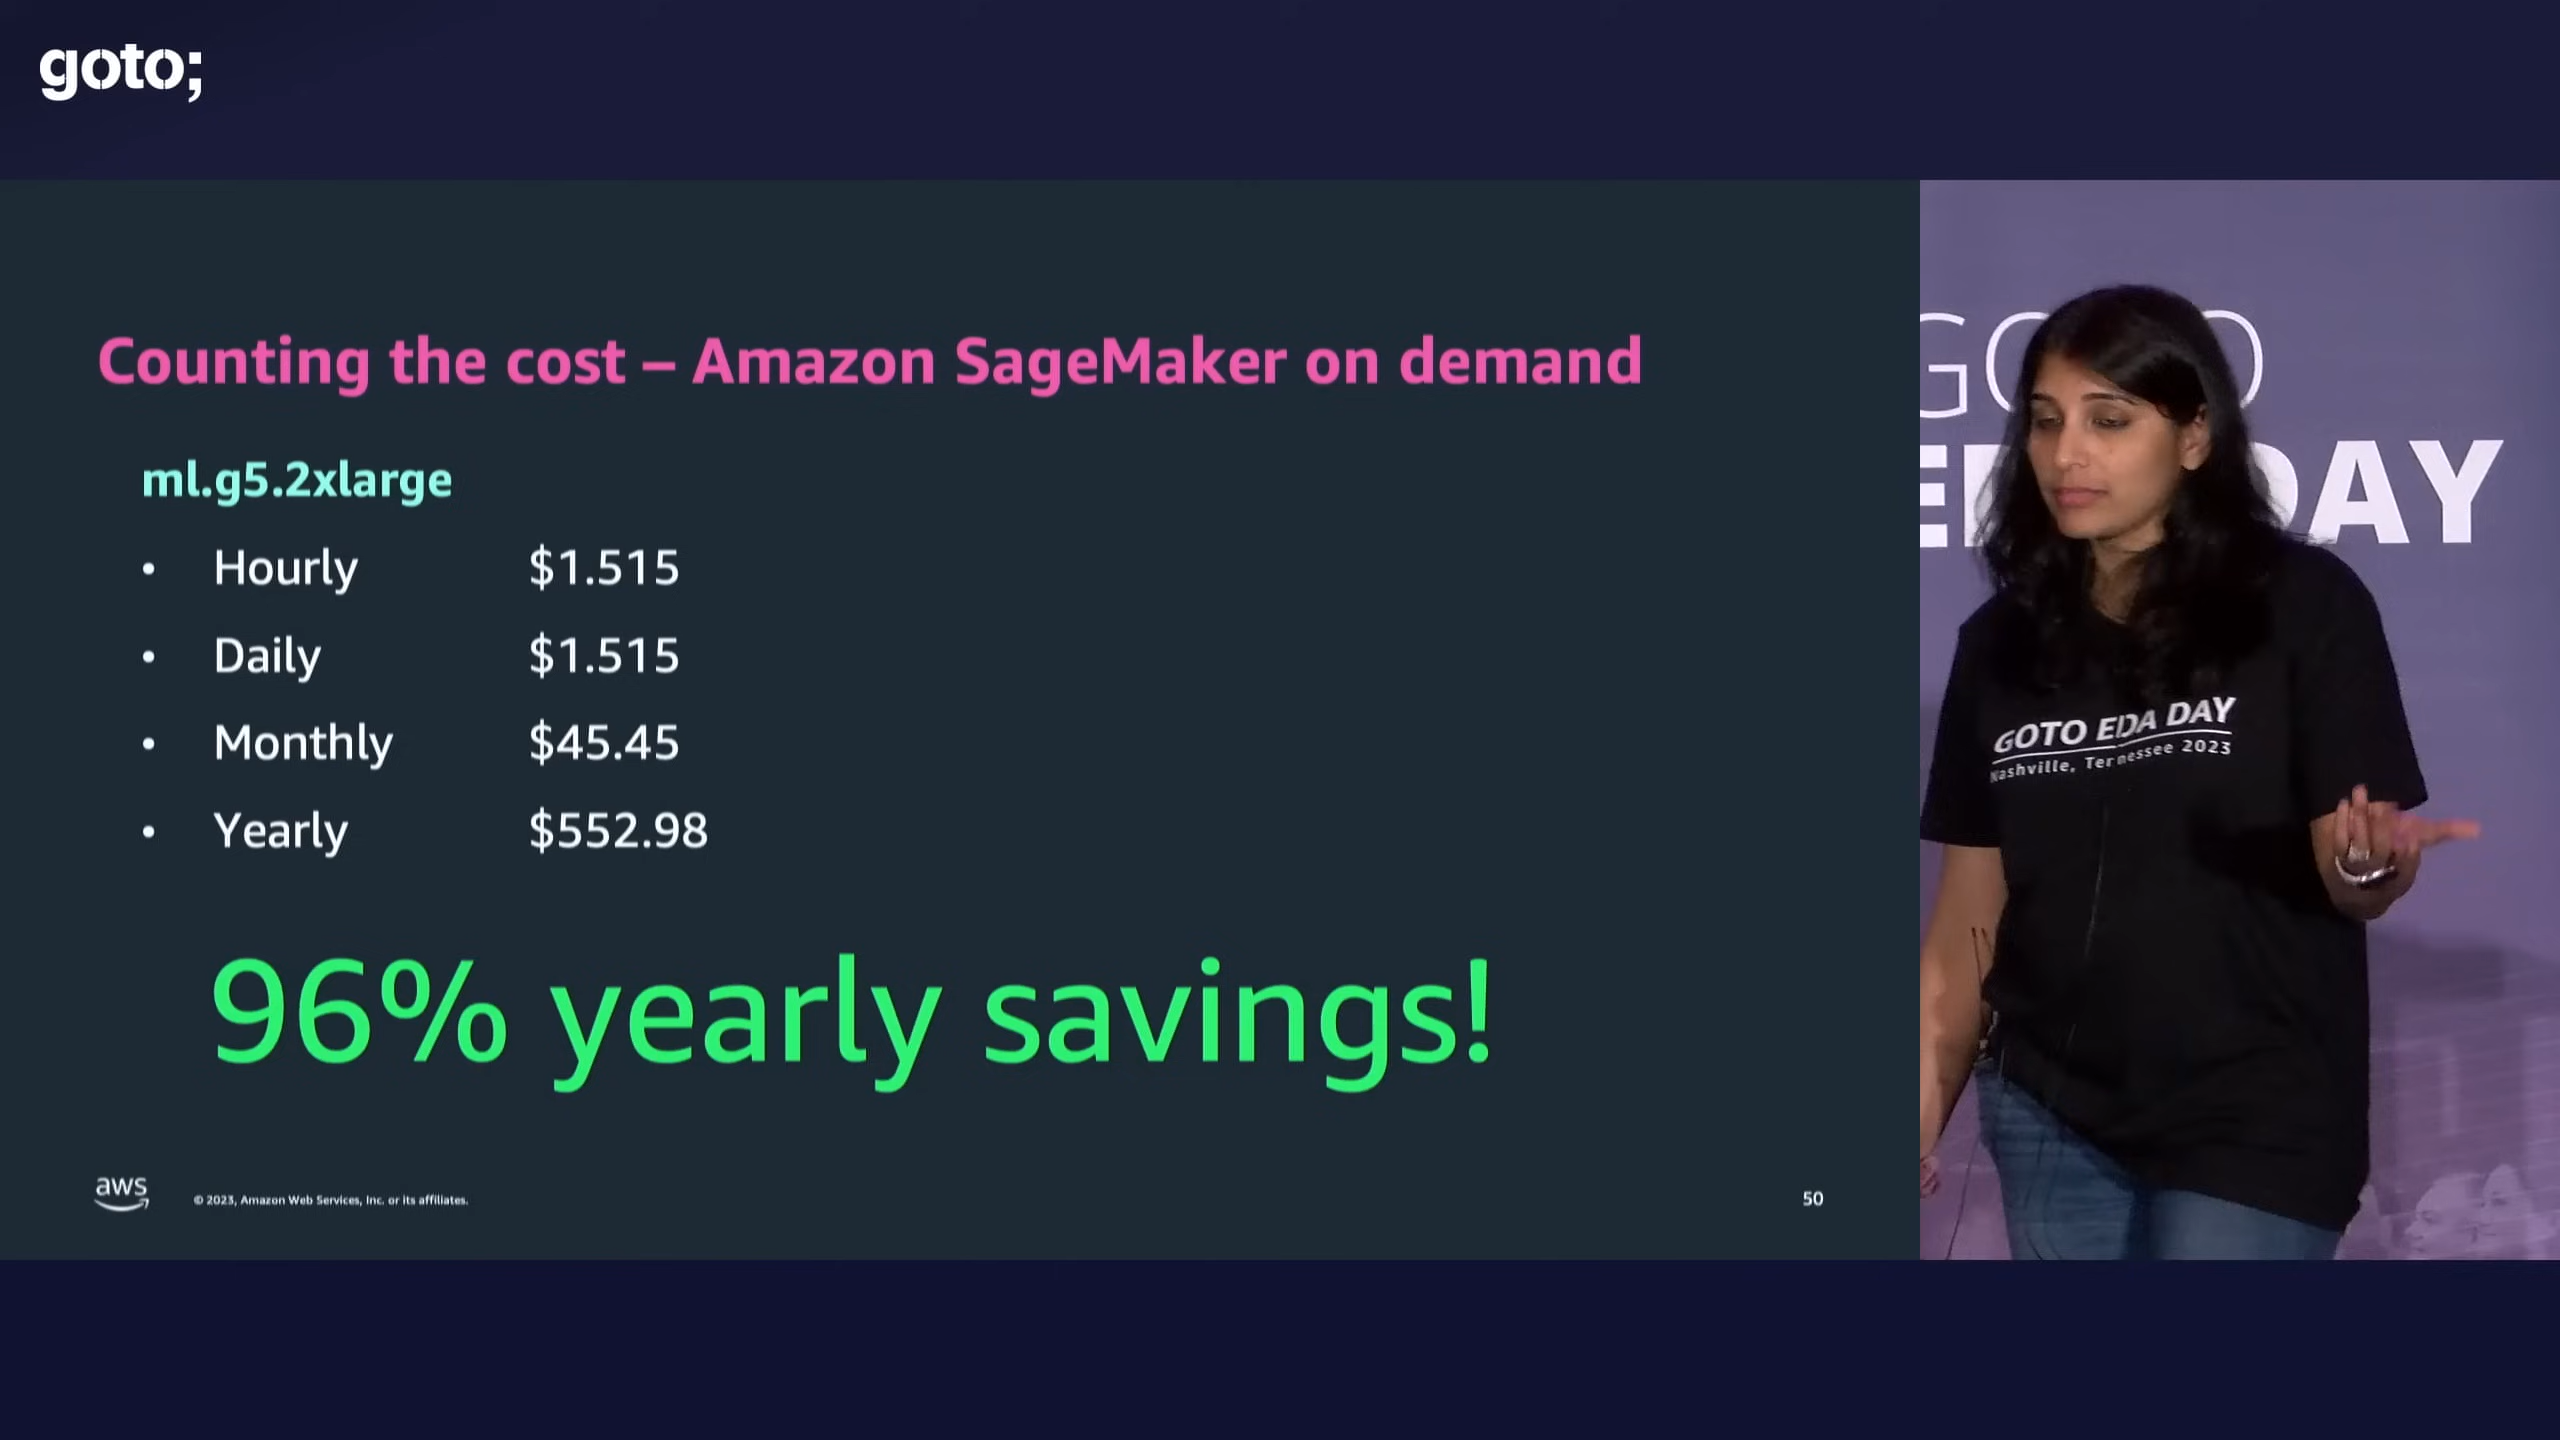 goto;
Counting the cost – Amazon SageMaker on demand
ml.g5.2xlarge
• Hourly $1.515
• Daily $1.515
• Monthly $45.45
• Yearly $552.98
96% yearly savings!
aws
© 2023, Amazon Web Services, Inc. or its affiliates.
50
GOTO
DAY
GOTO EDA DAY
Nashville, Tennessee 2023